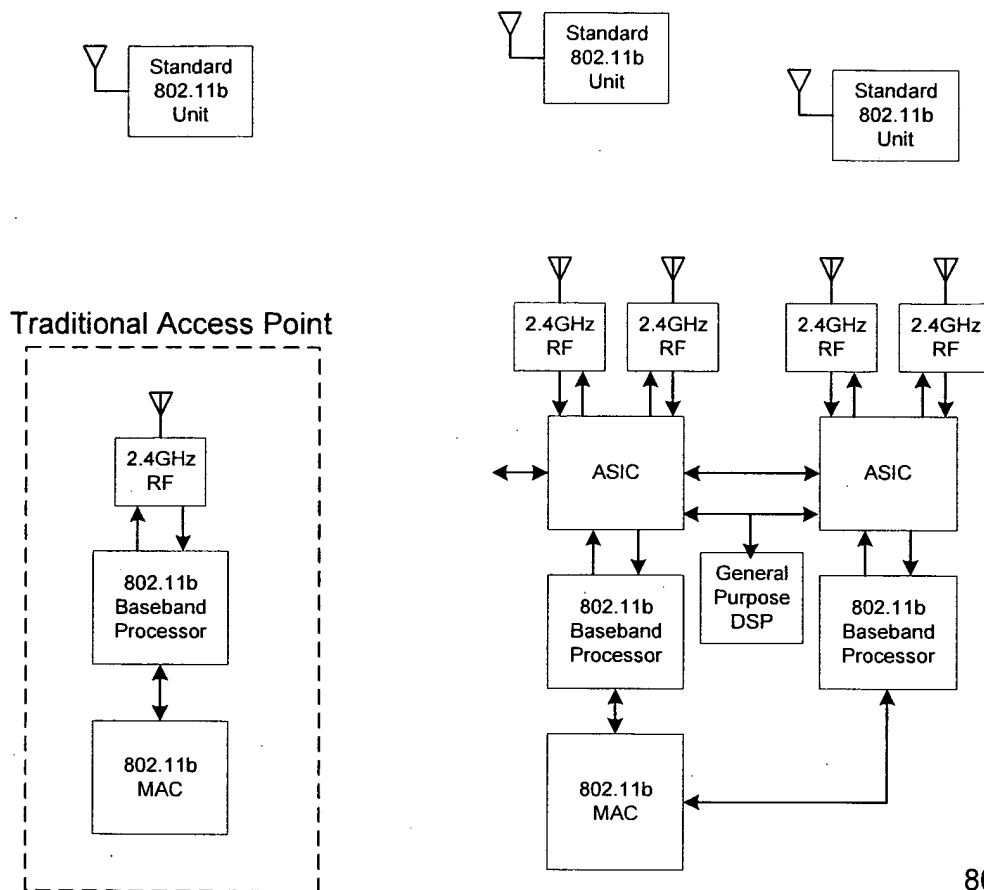 Standard
802.11b
Unit
Standard
802.11b
Unit
Standard
802.11b
Unit
Traditional Access Point
2.4GHz
RF
802.11b
Baseband
Processor
802.11b
MAC
2.4GHz
RF
2.4GHz
RF
2.4GHz
RF
2.4GHz
RF
ASIC
ASIC
802.11b
Baseband
Processor
General
Purpose
DSP
802.11b
Baseband
Processor
802.11b
MAC